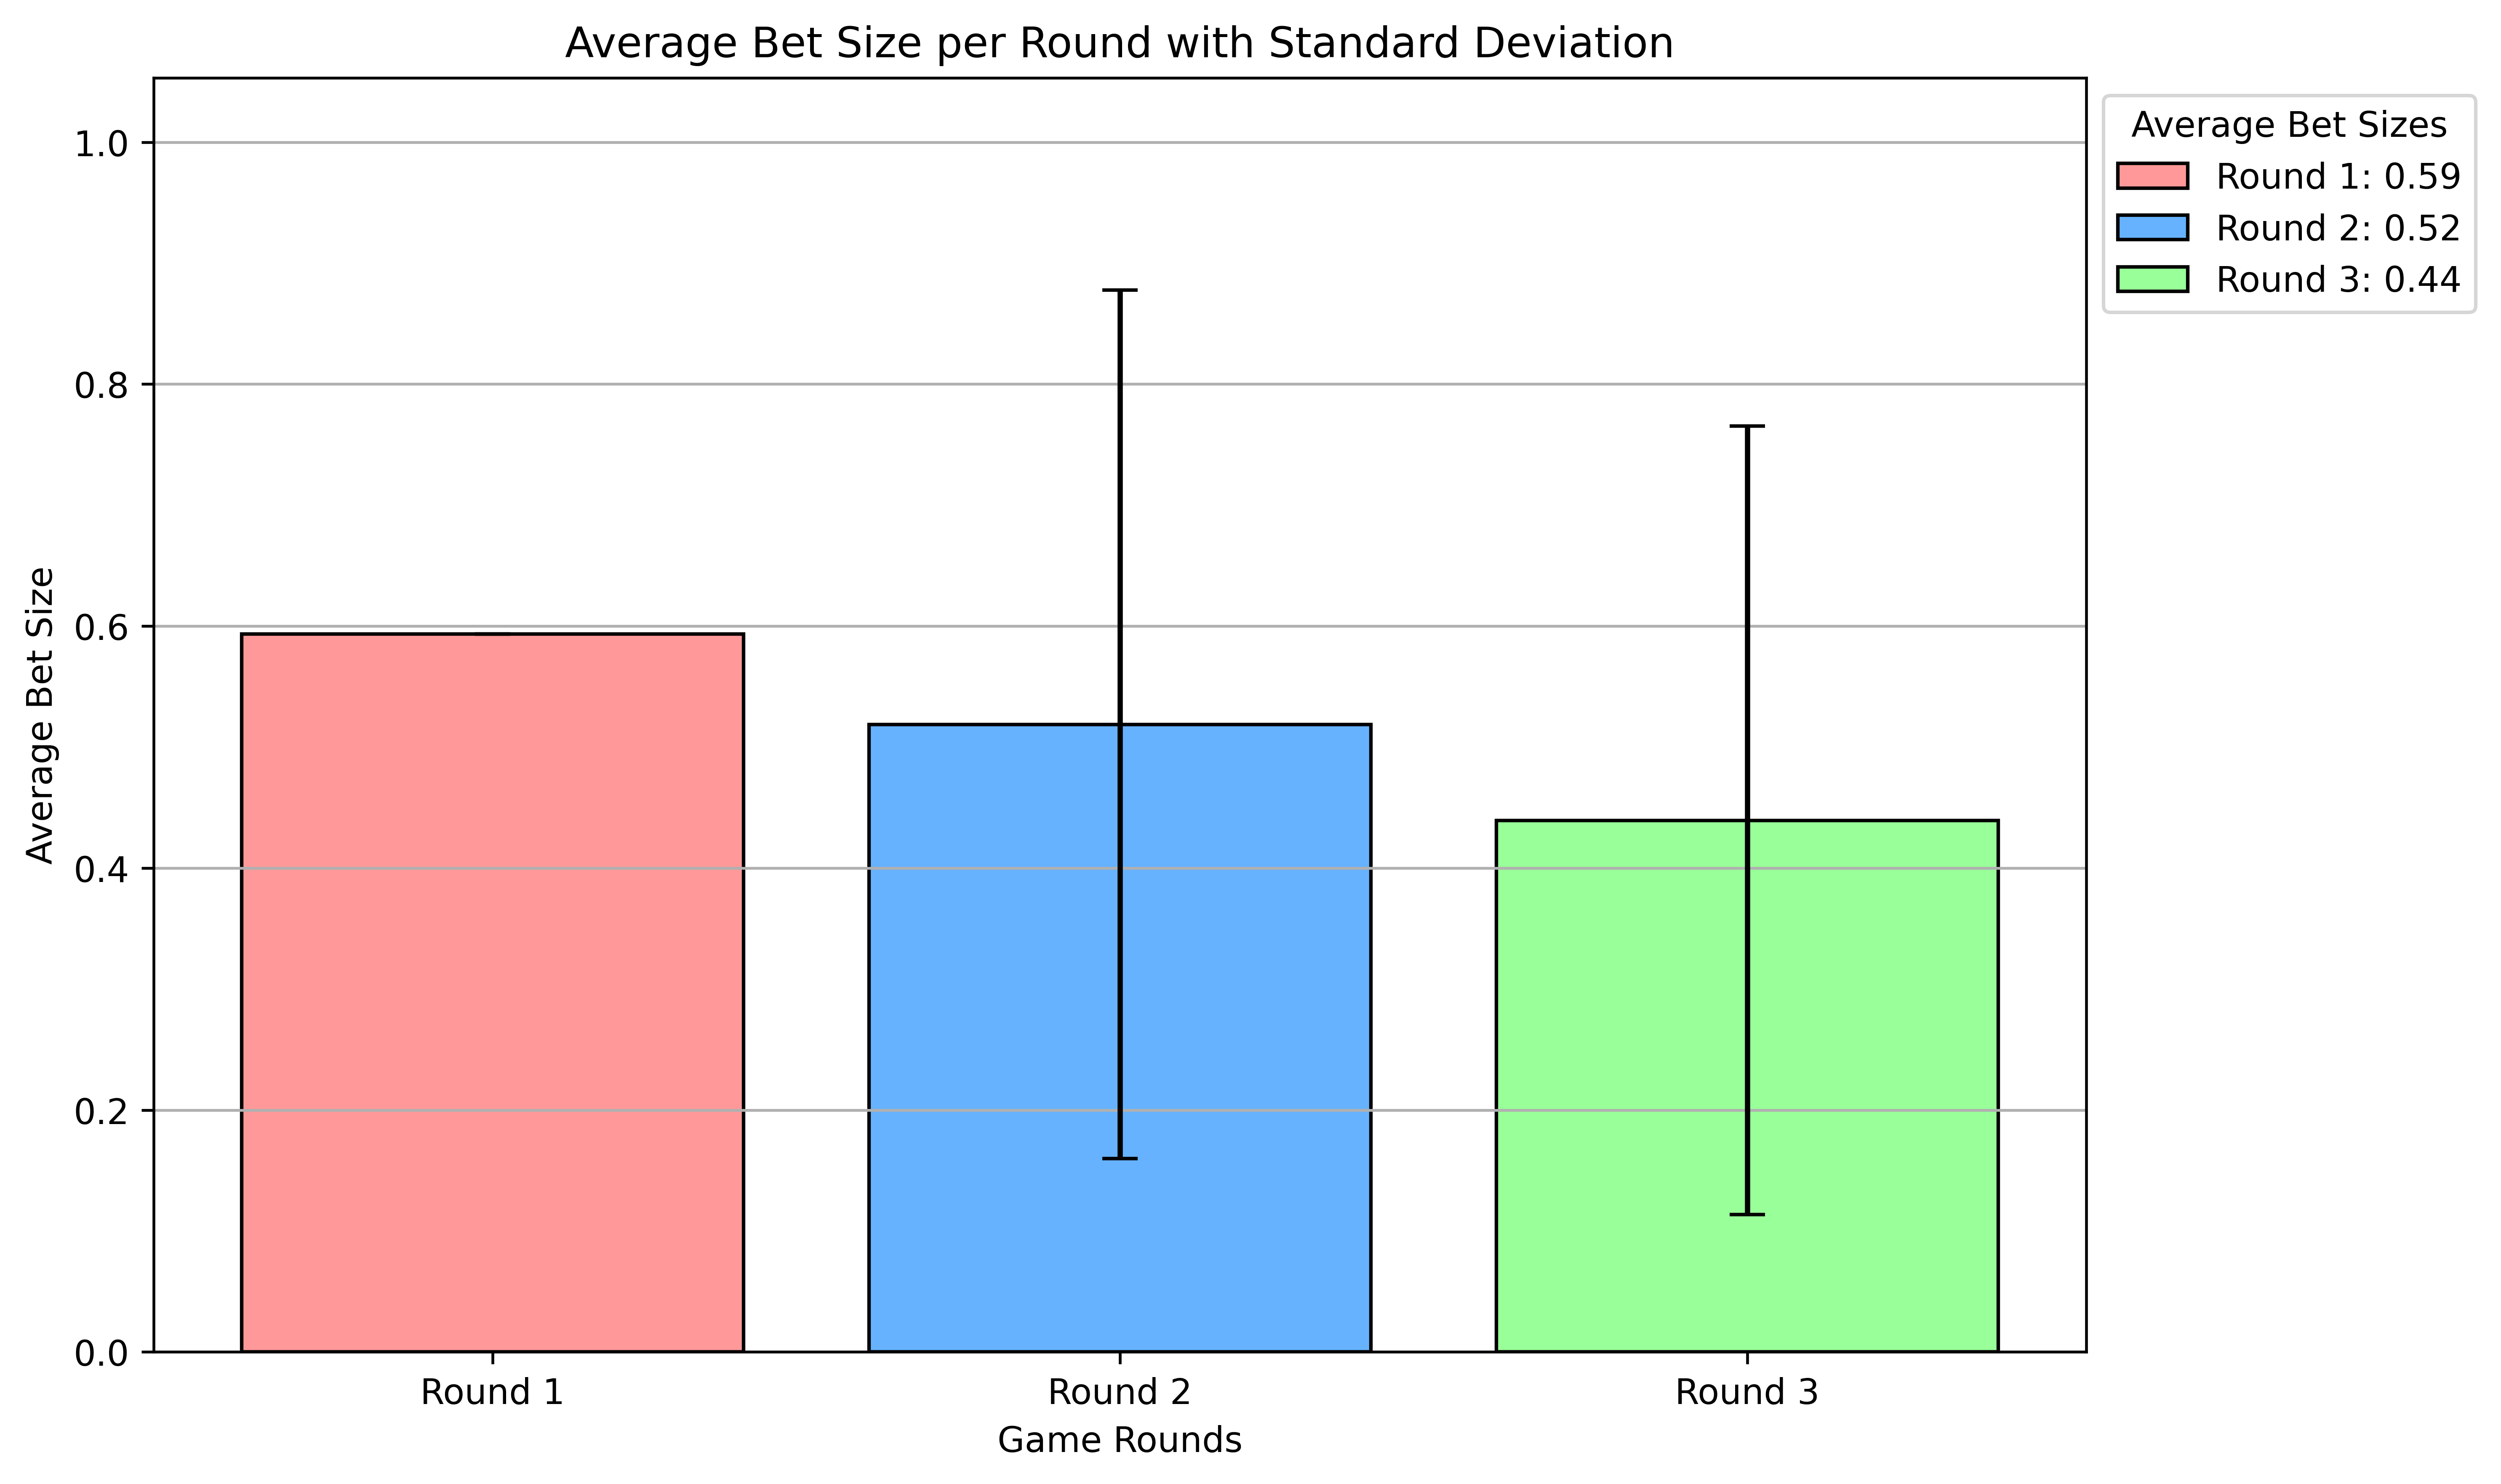 Average Bet Size per Round with Standard Deviation
Average Bet Sizes
Round 1: 0.59
Round 2: 0.52
Round 3: 0.44
1.0
0.8
0.6
0.4
0.2
0.0
Average Bet Size
Round 1
Round 2
Round 3
Game Rounds